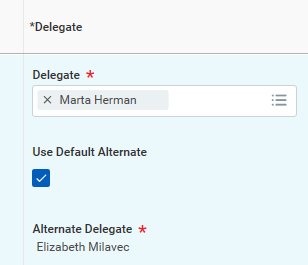 *Delegate
Delegate *
× Marta Herman
Use Default Alternate
Alternate Delegate *
Elizabeth Milavec